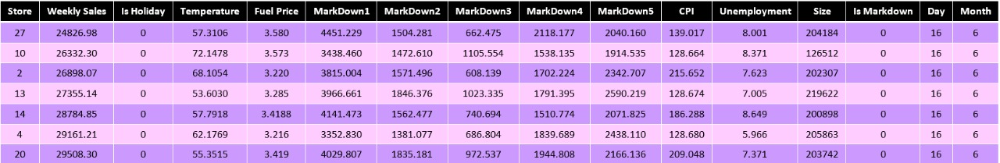 Store Weekly Sales Is Holiday Temperature Fuel Price MarkDown1 MarkDown2 MarkDown3 MarkDown4 MarkDown5 CPI Unemployment Size Is Markdown Day Month
27 24826.98 0 57.3106 3.580 4451.229 1504.281 662.475 2118.177 2040.160 139.017 8.001 204184 0 16 6
10 26332.30 0 72.1478 3.573 3438.460 1472.610 1105.554 1538.135 1914.535 128.664 8.371 126512 0 16 6
2 26898.07 0 68.1054 3.220 3815.004 1571.496 608.139 1702.224 2342.707 215.652 7.623 202307 0 16 6
13 27355.14 0 53.6030 3.285 3966.661 1846.376 1023.335 1791.395 2590.219 128.674 7.005 219622 0 16 6
14 28784.85 0 57.7918 3.4188 4141.473 1562.477 740.694 1510.774 2071.825 186.288 8.649 200898 0 16 6
4 29161.21 0 62.1769 3.216 3352.830 1381.077 686.804 1839.689 2438.110 128.680 5.966 205863 0 16 6
20 29508.30 0 55.3515 3.419 4029.807 1835.181 972.537 1944.808 2166.136 209.048 7.371 203742 0 16 6